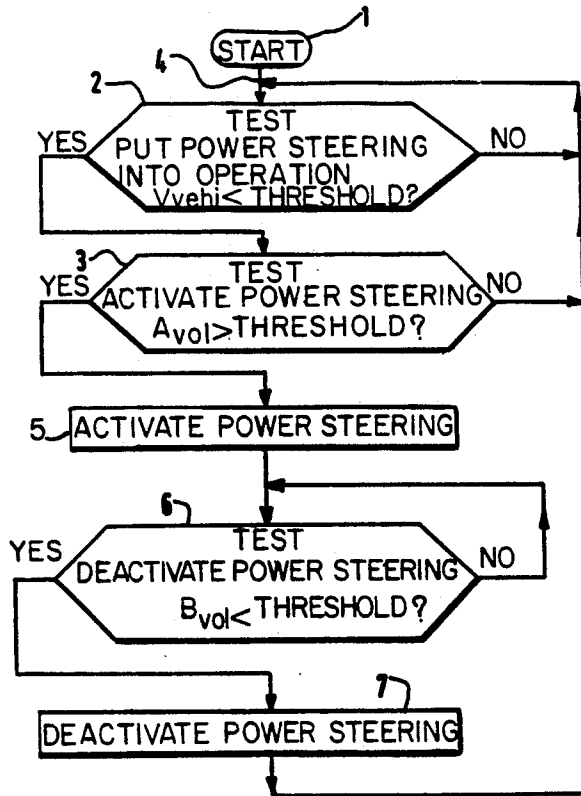 1
START
4
2
TEST
YES
PUT POWER STEERING
NO
INTO OPERATION
Vvehi < THRESHOLD?
3
TEST
YES
ACTIVATE POWER STEERING
NO
Avol > THRESHOLD?
5
ACTIVATE POWER STEERING
6
TEST
YES
DEACTIVATE POWER STEERING
NO
Bvol < THRESHOLD?
7
DEACTIVATE POWER STEERING